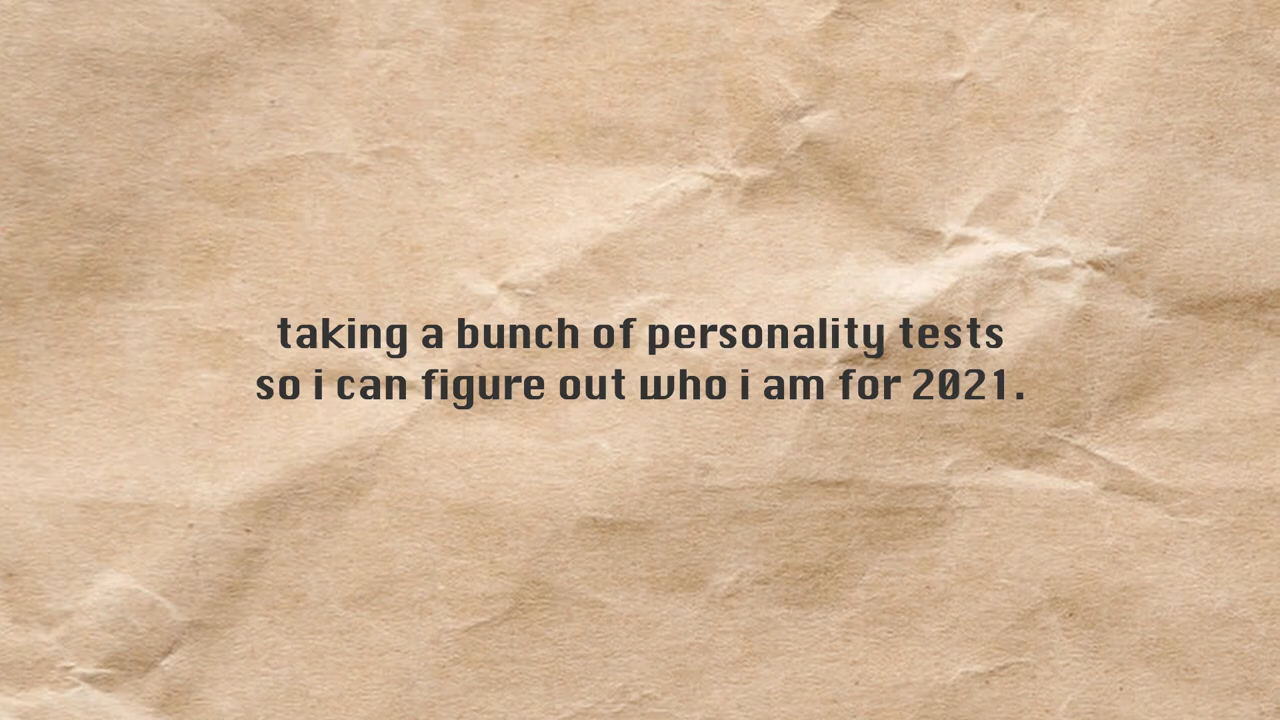 taking a bunch of personality tests
so i can figure out who i am for 2021.